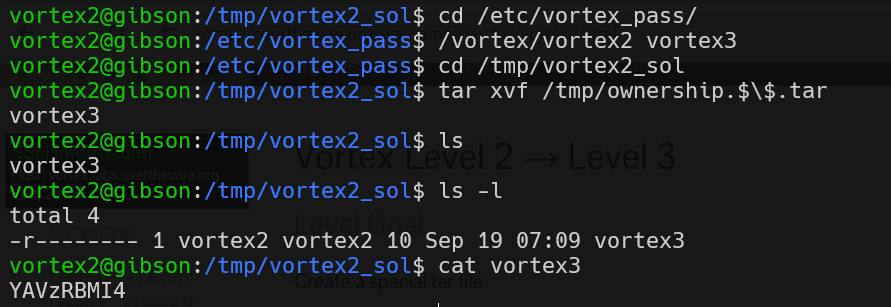 vortex2@gibson:/tmp/vortex2_sol$ cd /etc/vortex_pass/
vortex2@gibson:/etc/vortex_pass$ /vortex/vortex2 vortex3
vortex2@gibson:/etc/vortex_pass$ cd /tmp/vortex2_sol
vortex2@gibson:/tmp/vortex2_sol$ tar xvf /tmp/ownership.$\$.tar
vortex3
vortex2@gibson:/tmp/vortex2_sol$ ls
vortex3
vortex2@gibson:/tmp/vortex2_sol$ ls -l
total 4
-r-------- 1 vortex2 vortex2 10 Sep 19 07:09 vortex3
vortex2@gibson:/tmp/vortex2_sol$ cat vortex3
YAVzRBMI4
Vortex Level 2 → Level 3
Level Goal
Create a special tar file